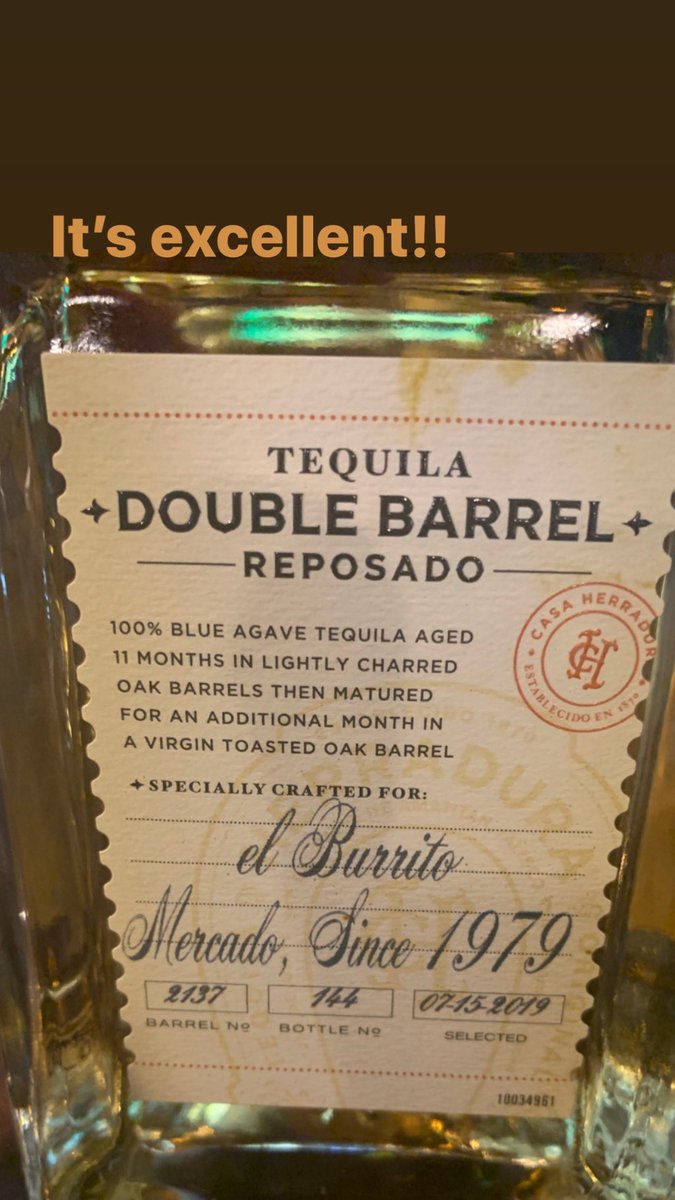 It's excellent!!
TEQUILA
DOUBLE BARREL
REPOSADO
100% BLUE AGAVE TEQUILA AGED
11 MONTHS IN LIGHTLY CHARRED
OAK BARRELS THEN MATURED
FOR AN ADDITIONAL MONTH IN
A VIRGIN TOASTED OAK BARREL
CASA HERRADUR
ESTABLECIDO EN 1870
SPECIALLY CRAFTED FOR:
el Burrito
Mercado, Since 1979
2137 144 07-15-2019
BARREL Nº BOTTLE Nº SELECTED
10034961